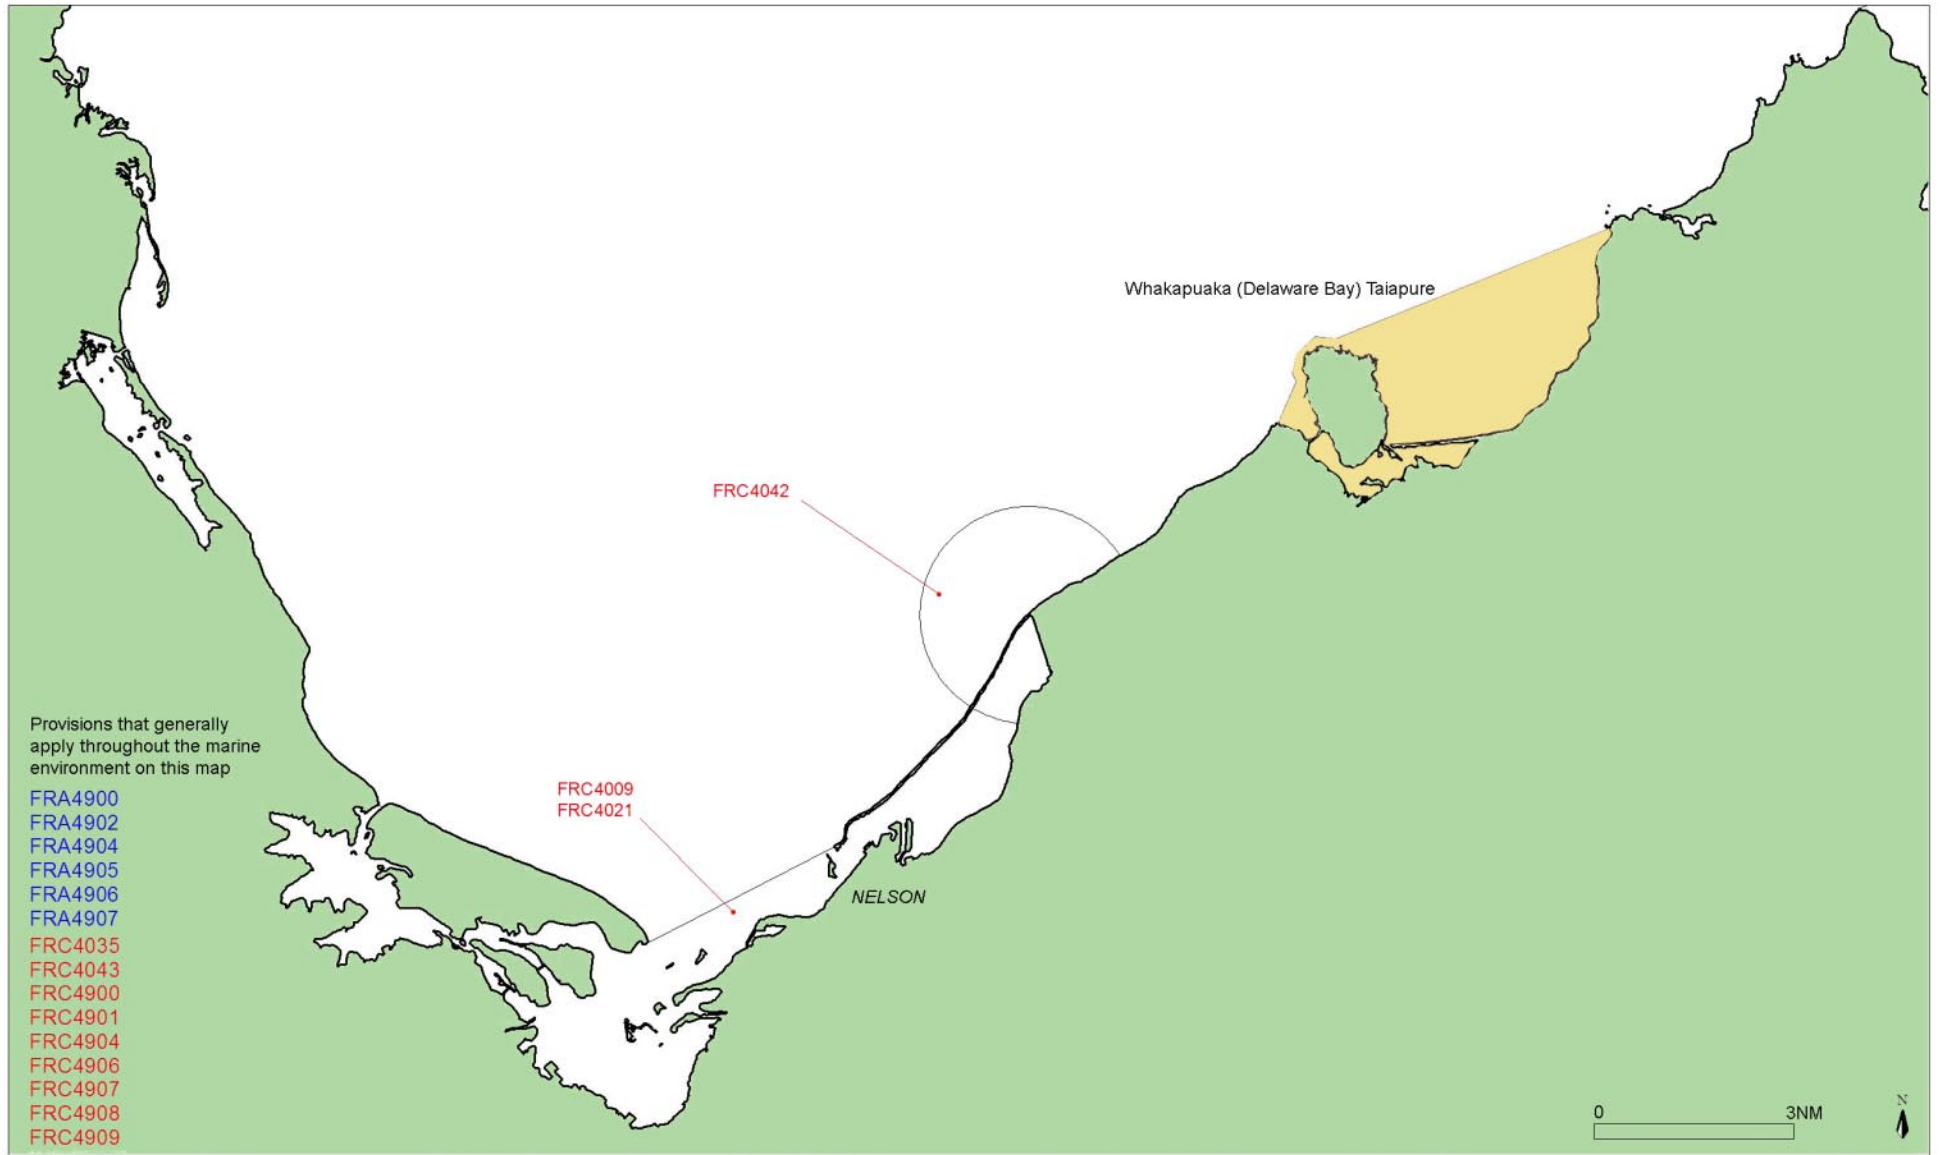 Whakapuaka (Delaware Bay) Taiapure
FRC4042
Provisions that generally
apply throughout the marine
environment on this map
FRA4900
FRA4902
FRA4904
FRA4905
FRA4906
FRA4907
FRC4035
FRC4043
FRC4900
FRC4901
FRC4904
FRC4906
FRC4907
FRC4908
FRC4909
FRC4009
FRC4021
NELSON
0 3NM
N